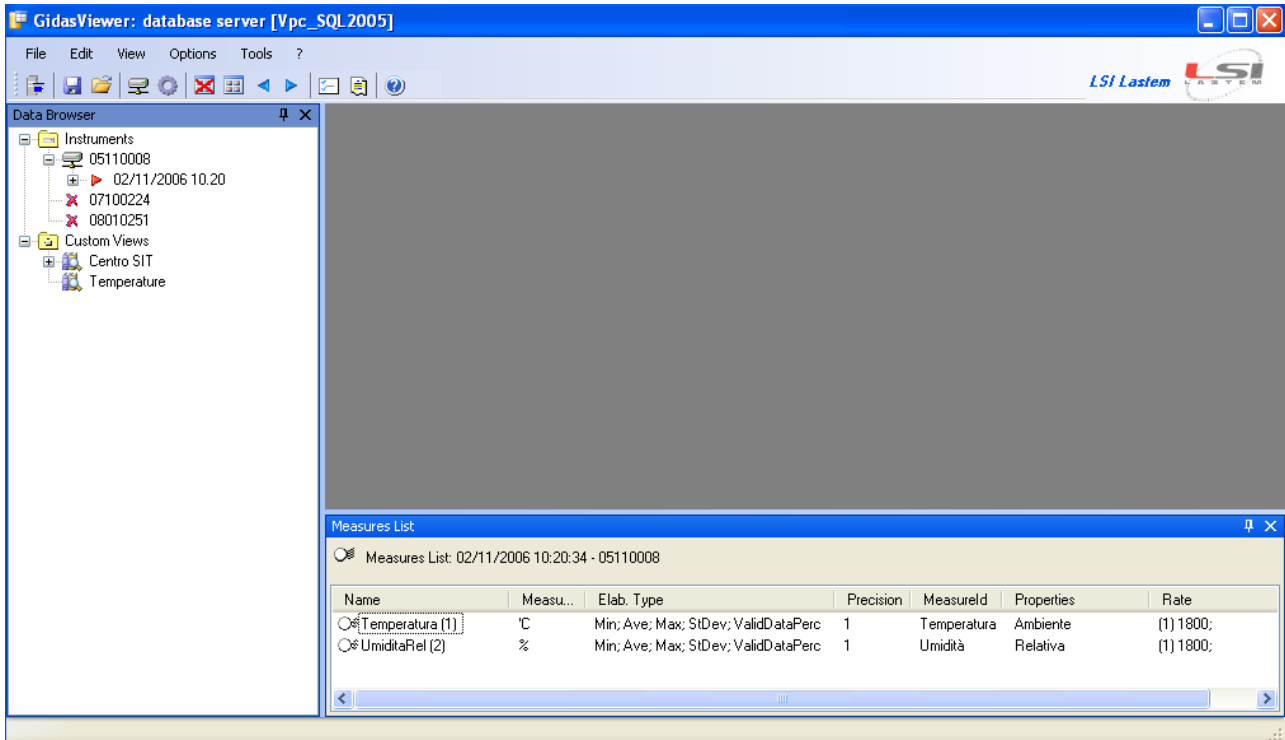 GidasViewer: database server [Vpc_SQL2005]
File Edit View Options Tools ?
LSI Lastem LSI LASTEM
Data Browser
Instruments
05110008
02/11/2006 10.20
07100224
08010251
Custom Views
Centro SIT
Temperature
Measures List
Measures List: 02/11/2006 10:20:34 - 05110008
Name Measu... Elab. Type Precision MeasureId Properties Rate
Temperatura (1) °C Min; Ave; Max; StDev; ValidDataPerc 1 Temperatura Ambiente (1) 1800;
UmiditaRel (2) % Min; Ave; Max; StDev; ValidDataPerc 1 Umidità Relativa (1) 1800;